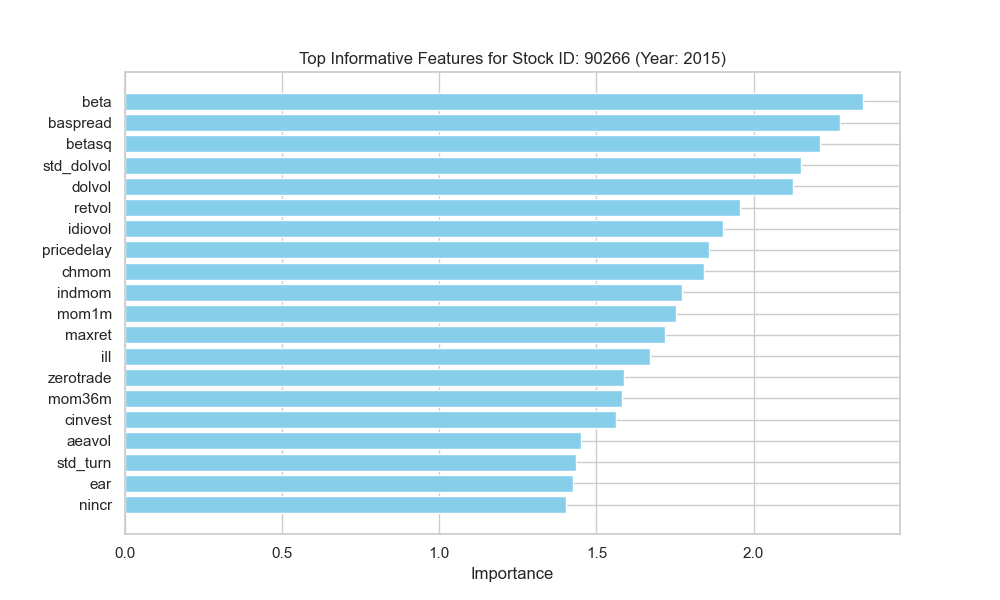 Top Informative Features for Stock ID: 90266 (Year: 2015)
beta
baspread
betasq
std_dolvol
dolvol
retvol
idiovol
pricedelay
chmom
indmom
mom1m
maxret
ill
zerotrade
mom36m
cinvest
aeavol
std_turn
ear
nincr
0.0 0.5 1.0 1.5 2.0
Importance